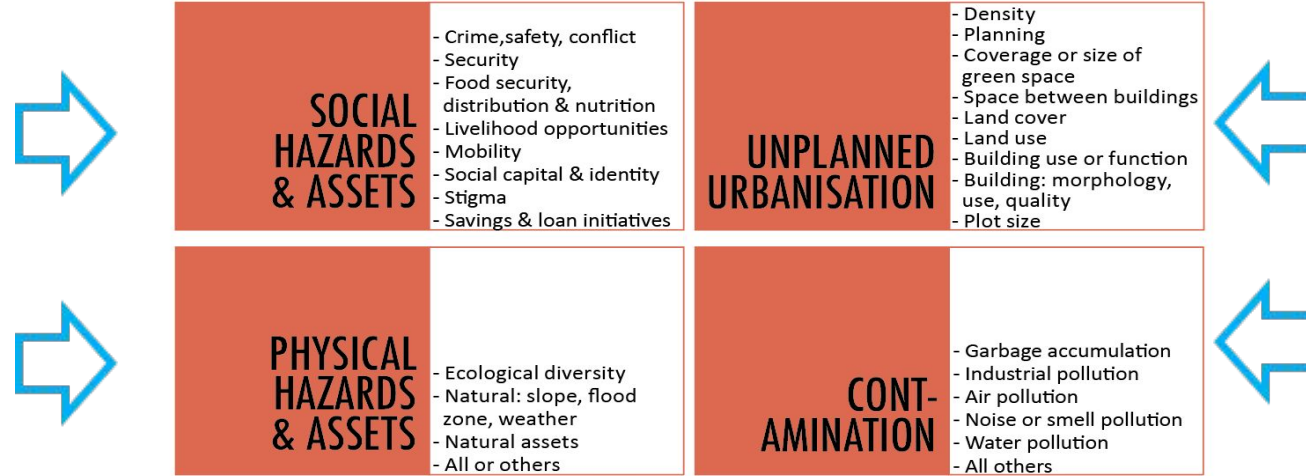 SOCIAL
HAZARDS
& ASSETS
- Crime,safety, conflict
- Security
- Food security,
distribution & nutrition
- Livelihood opportunities
- Mobility
- Social capital & identity
- Stigma
- Savings & loan initiatives
UNPLANNED
URBANISATION
- Density
- Planning
- Coverage or size of
green space
- Space between buildings
- Land cover
- Land use
- Building use or function
- Building: morphology,
use, quality
- Plot size
PHYSICAL
HAZARDS
& ASSETS
- Ecological diversity
- Natural: slope, flood
zone, weather
- Natural assets
- All or others
CONT-
AMINATION
- Garbage accumulation
- Industrial pollution
- Air pollution
- Noise or smell pollution
- Water pollution
- All others